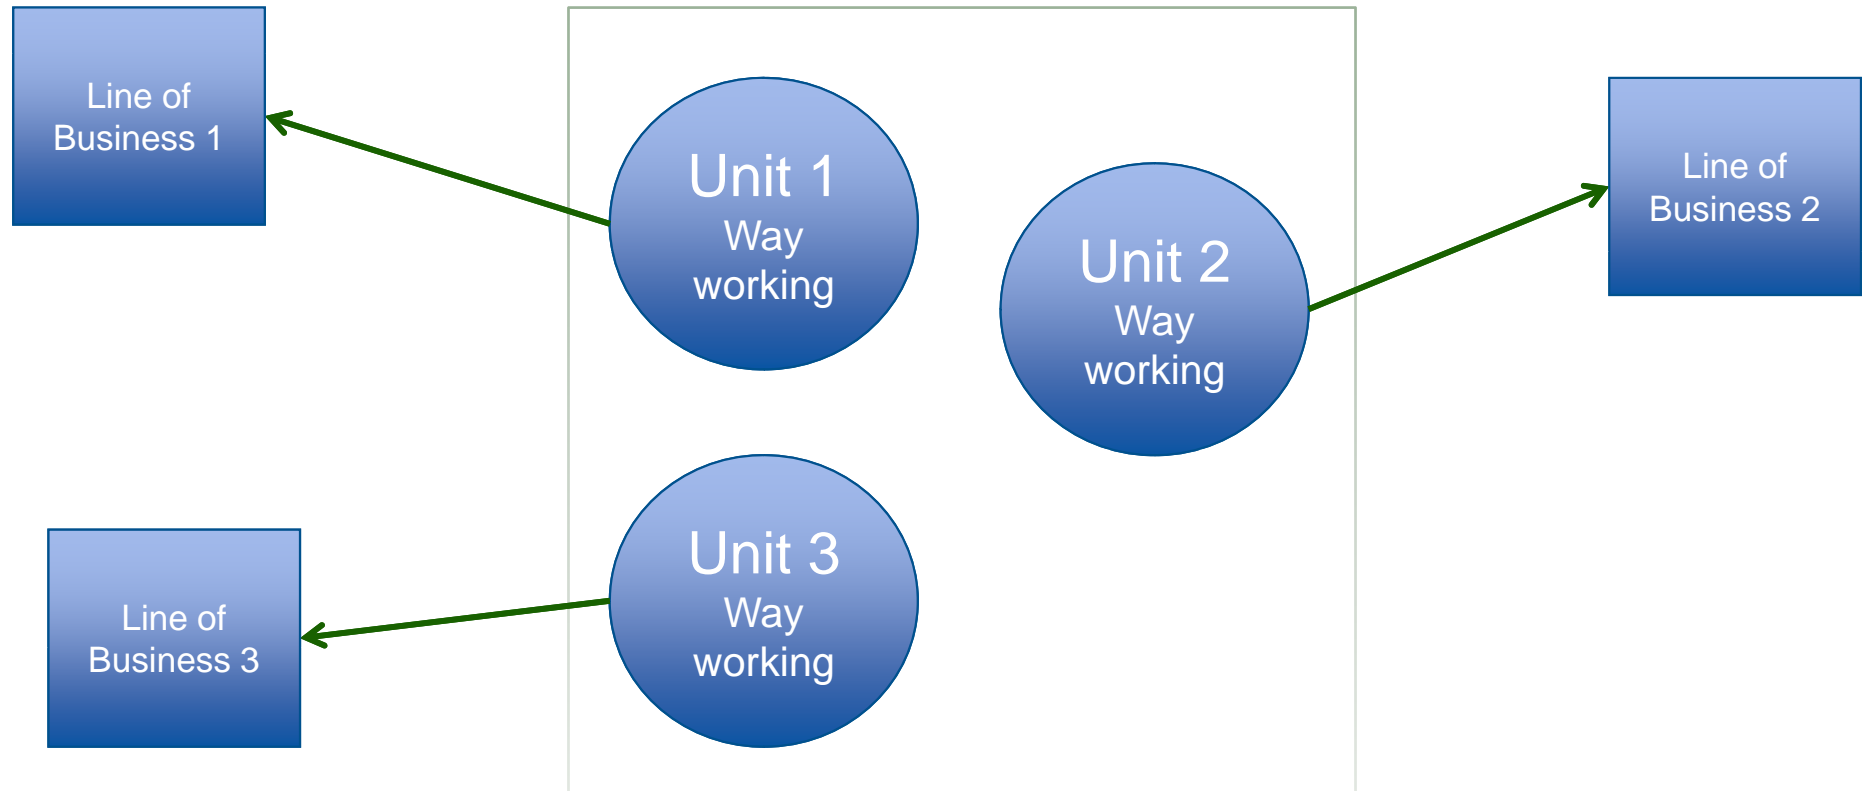 Line of
Business 1
Unit 1
Way
working
Unit 2
Way
working
Line of
Business 2
Unit 3
Way
working
Line of
Business 3